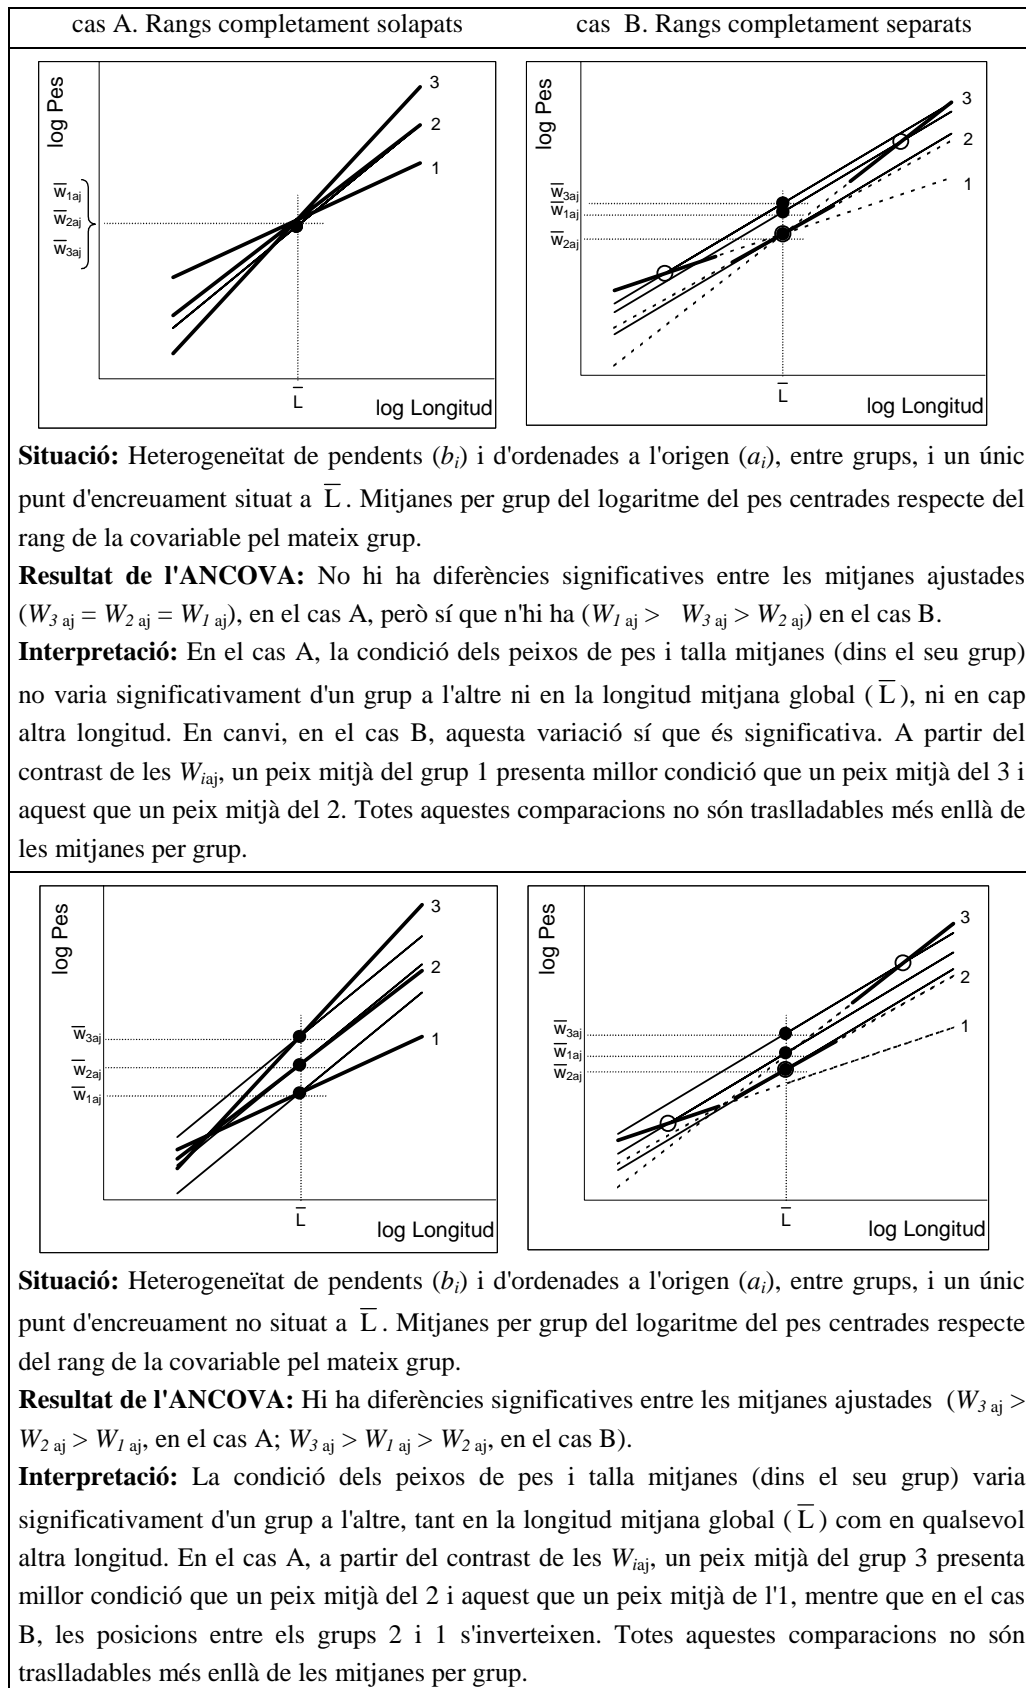 cas A. Rangs completament solapats
cas B. Rangs completament separats
log Pes
3
2
1
w̅1aj
w̅2aj
w̅3aj
L̅
log Longitud
log Pes
3
2
1
w̅3aj
w̅1aj
w̅2aj
L̅
log Longitud
Situació: Heterogeneïtat de pendents (bi) i d'ordenades a l'origen (ai), entre grups, i un únic
punt d'encreuament situat a L̅. Mitjanes per grup del logaritme del pes centrades respecte del
rang de la covariable pel mateix grup.
Resultat de l'ANCOVA: No hi ha diferències significatives entre les mitjanes ajustades
(W3 aj = W2 aj = W1 aj), en el cas A, però sí que n'hi ha (W1 aj > W3 aj > W2 aj) en el cas B.
Interpretació: En el cas A, la condició dels peixos de pes i talla mitjanes (dins el seu grup)
no varia significativament d'un grup a l'altre ni en la longitud mitjana global (L̅), ni en cap
altra longitud. En canvi, en el cas B, aquesta variació sí que és significativa. A partir del
contrast de les Wiaj, un peix mitjà del grup 1 presenta millor condició que un peix mitjà del 3 i
aquest que un peix mitjà del 2. Totes aquestes comparacions no són traslladables més enllà de
les mitjanes per grup.
log Pes
3
2
1
w̅3aj
w̅2aj
w̅1aj
L̅
log Longitud
log Pes
3
2
1
w̅3aj
w̅1aj
w̅2aj
L̅
log Longitud
Situació: Heterogeneïtat de pendents (bi) i d'ordenades a l'origen (ai), entre grups, i un únic
punt d'encreuament no situat a L̅. Mitjanes per grup del logaritme del pes centrades respecte
del rang de la covariable pel mateix grup.
Resultat de l'ANCOVA: Hi ha diferències significatives entre les mitjanes ajustades (W3 aj >
W2 aj > W1 aj, en el cas A; W3 aj > W1 aj > W2 aj, en el cas B).
Interpretació: La condició dels peixos de pes i talla mitjanes (dins el seu grup) varia
significativament d'un grup a l'altre, tant en la longitud mitjana global (L̅) com en qualsevol
altra longitud. En el cas A, a partir del contrast de les Wiaj, un peix mitjà del grup 3 presenta
millor condició que un peix mitjà del 2 i aquest que un peix mitjà de l'1, mentre que en el cas
B, les posicions entre els grups 2 i 1 s'inverteixen. Totes aquestes comparacions no són
traslladables més enllà de les mitjanes per grup.